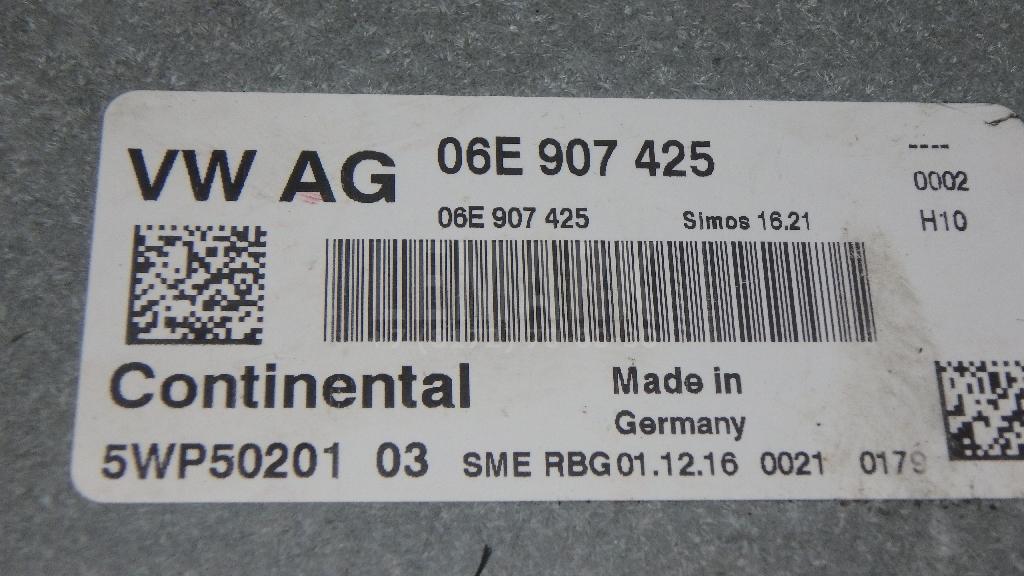 VW AG 06E 907 425 ----
0002
06E 907 425 Simos 16.21 H10
Continental Made in
Germany
5WP50201 03 SME RBG 01.12.16 0021 0179